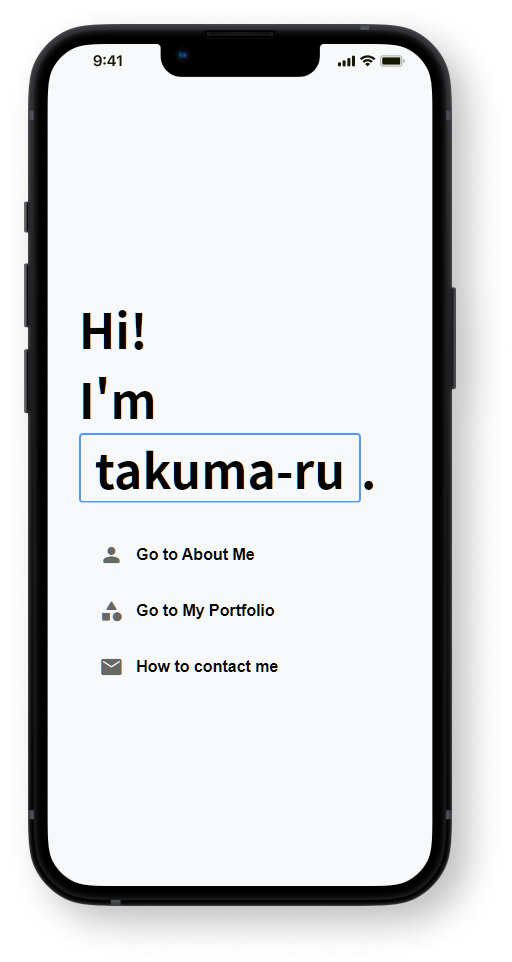 9:41
Hi!
I'm
takuma-ru .
Go to About Me
Go to My Portfolio
How to contact me